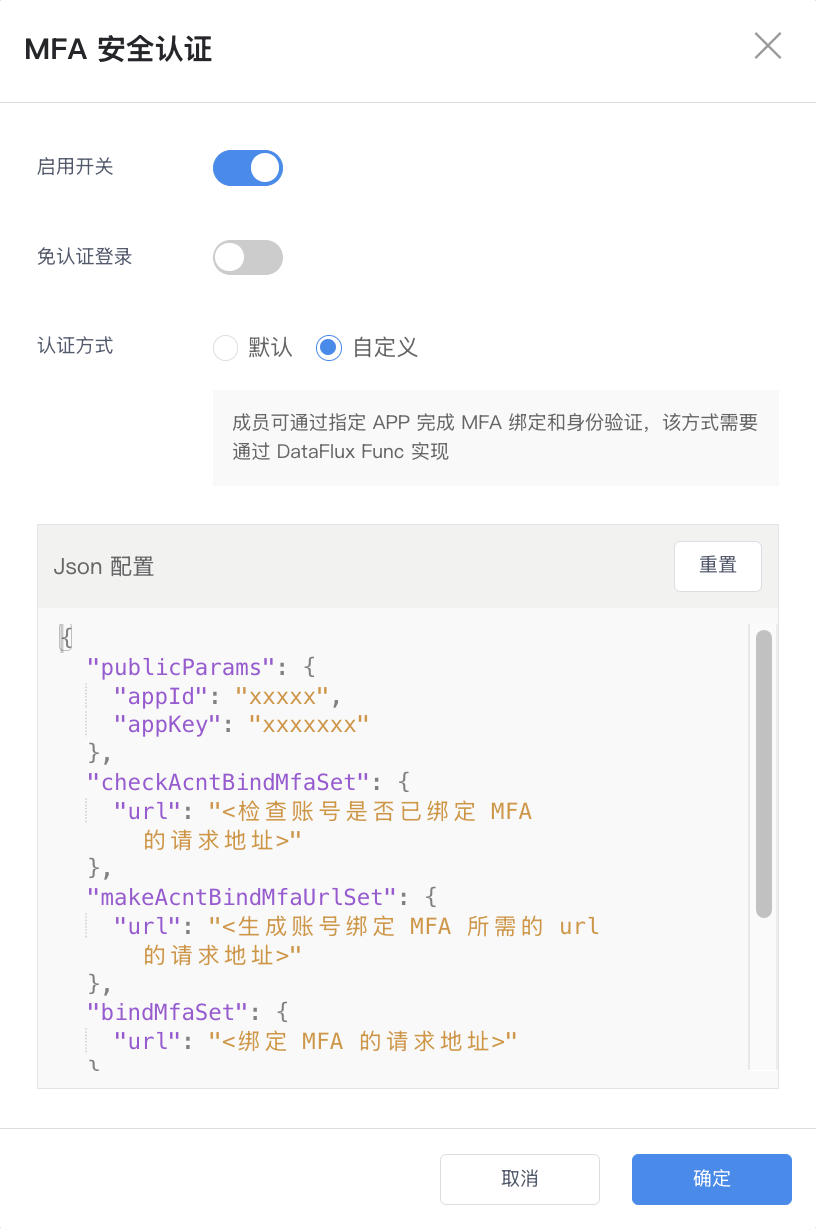 MFA 安全认证
启用开关
免认证登录
认证方式
默认 自定义
成员可通过指定 APP 完成 MFA 绑定和身份验证，该方式需要
通过 DataFlux Func 实现
Json 配置
重置
{
"publicParams": {
"appId": "xxxxx",
"appKey": "xxxxxxx"
},
"checkAcntBindMfaSet": {
"url": "<检查账号是否已绑定 MFA
的请求地址>"
},
"makeAcntBindMfaUrlSet": {
"url": "<生成账号绑定 MFA 所需的 url
的请求地址>"
},
"bindMfaSet": {
"url": "<绑定 MFA 的请求地址>"
}
取消
确定